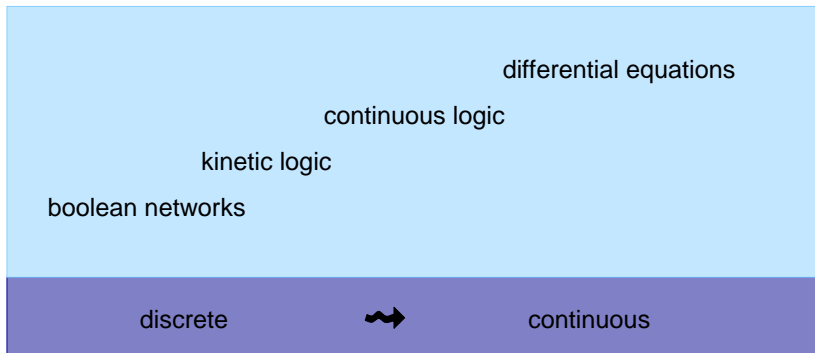 differential equations
continuous logic
kinetic logic
boolean networks
discrete ⇝ continuous